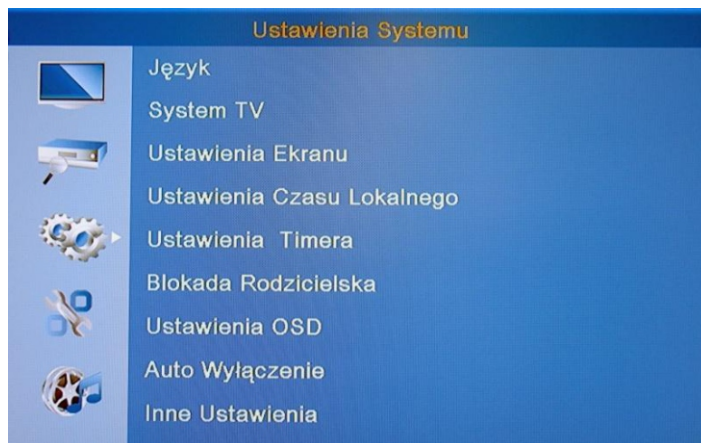 Ustawienia Systemu
Język
System TV
Ustawienia Ekranu
Ustawienia Czasu Lokalnego
Ustawienia Timera
Blokada Rodzicielska
Ustawienia OSD
Auto Wyłączenie
Inne Ustawienia